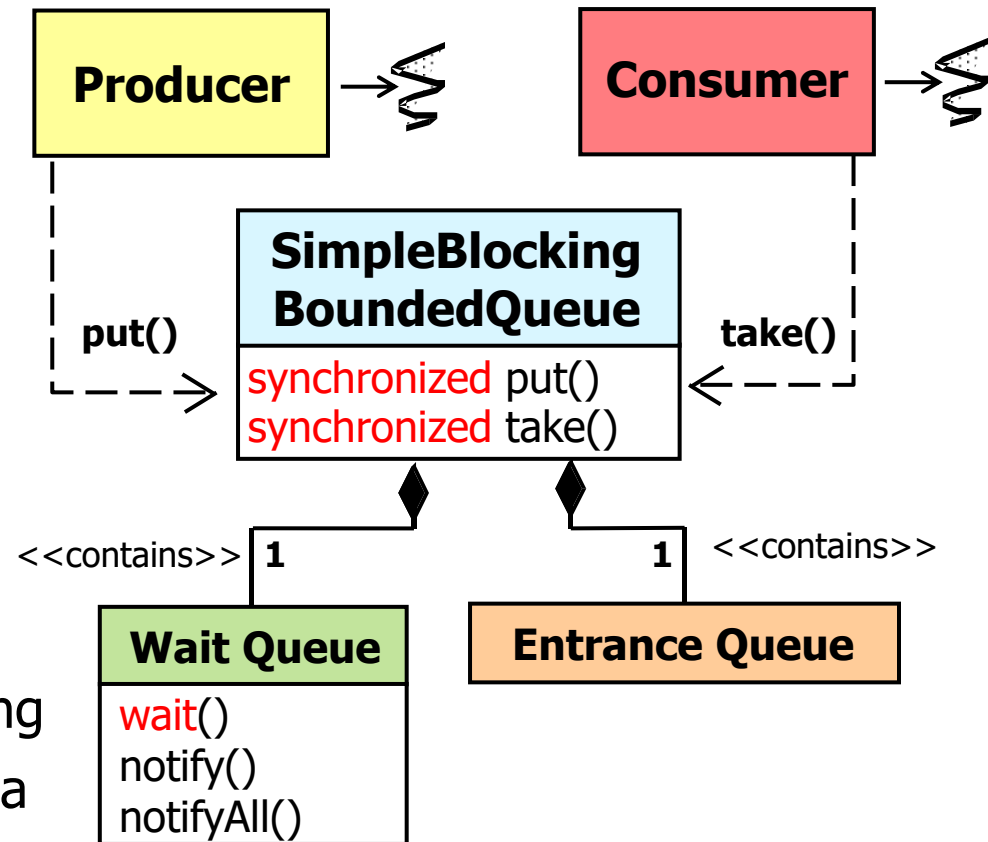 Producer
Consumer
SimpleBlocking
BoundedQueue
put()
take()
synchronized put()
synchronized take()
<<contains>>
1
1
<<contains>>
Wait Queue
Entrance Queue
wait()
notify()
notifyAll()
a